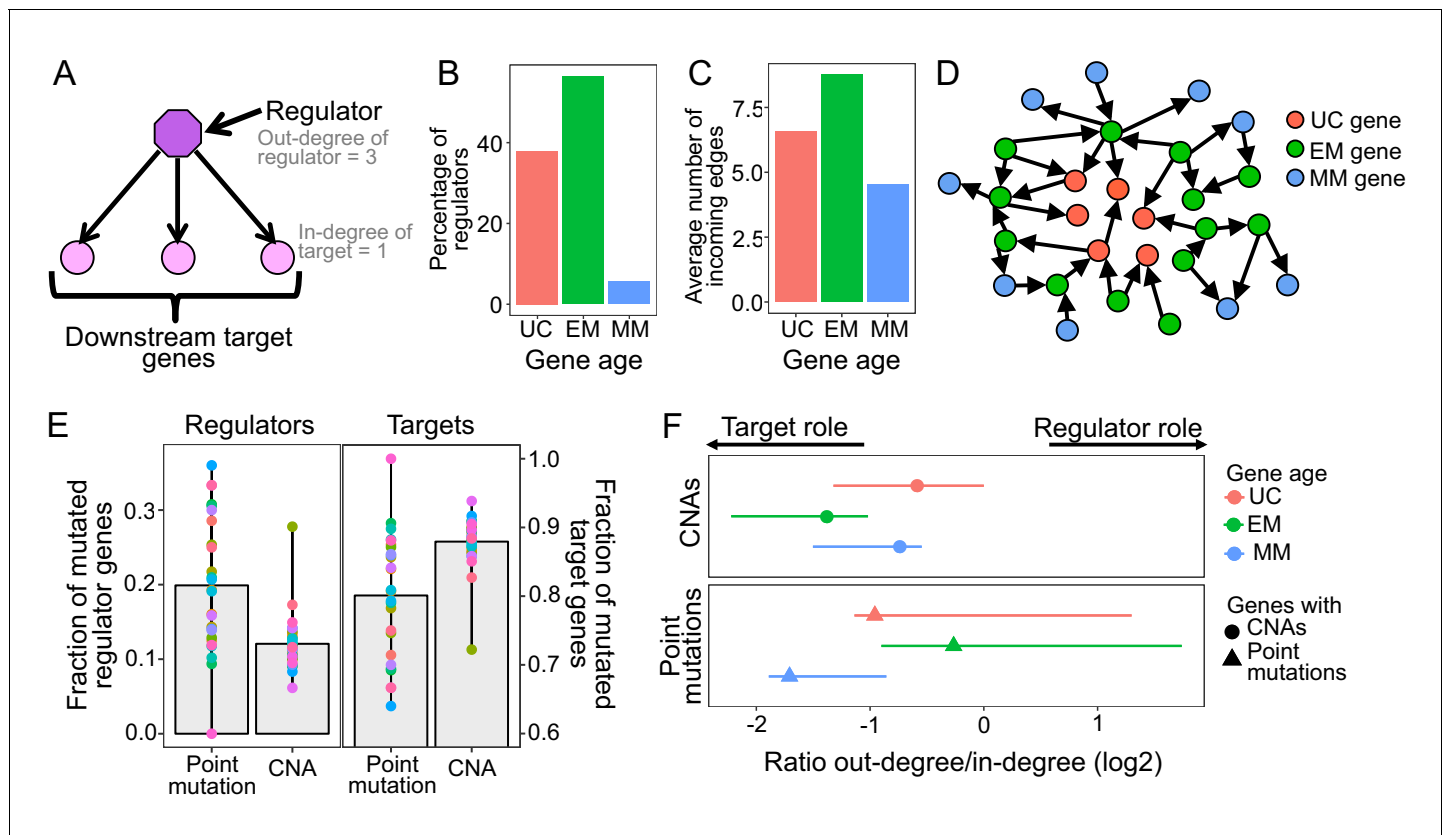 A
Regulator
Out-degree of
regulator = 3
In-degree of
target = 1
Downstream target
genes
B
Percentage of
regulators
40
20
0
UC EM MM
Gene age
C
Average number of
incoming edges
7.5
5.0
2.5
0.0
UC EM MM
Gene age
D
UC gene
EM gene
MM gene
E
Regulators
Targets
Fraction of mutated
regulator genes
0.3
0.2
0.1
0.0
1.0
0.9
0.8
0.7
0.6
Fraction of mutated
target genes
Point
mutation
CNA
Point
mutation
CNA
F
Target role
Regulator role
CNAs
Point
mutations
-2
-1
0
1
Ratio out-degree/in-degree (log2)
Gene age
UC
EM
MM
Genes with
CNAs
Point
mutations